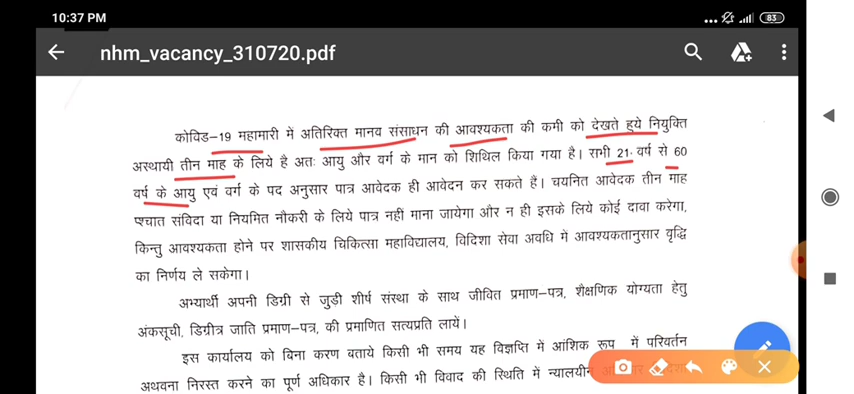 10:37 PM
83
nhm_vacancy_310720.pdf
कोविड-19 महामारी में अतिरिक्त मानव संसाधन की आवश्यकता की कमी को देखते हुये नियुक्ति
अस्थायी तीन माह के लिये है अतः आयु और वर्ग के मान को शिथिल किया गया है। सभी 21 वर्ष से 60
वर्ष के आयु एवं वर्ग के पद अनुसार पात्र आवेदक ही आवेदन कर सकते हैं। चयनित आवेदक तीन माह
पश्चात संविदा या नियमित नौकरी के लिये पात्र नहीं माना जायेगा और न ही इसके लिये कोई दावा करेगा,
किन्तु आवश्यकता होने पर शासकीय चिकित्सा महाविद्यालय, विदिशा सेवा अवधि में आवश्यकतानुसार वृद्धि
का निर्णय ले सकेगा।
अभ्यार्थी अपनी डिग्री से जुडी शीर्ष संस्था के साथ जीवित प्रमाण-पत्र, शैक्षणिक योग्यता हेतु
अंकसूची, डिग्रीत्र जाति प्रमाण-पत्र, की प्रमाणित सत्यप्रति लायें।
इस कार्यालय को बिना करण बताये किसी भी समय यह विज्ञप्ति में आंशिक रूप में परिवर्तन
अथवना निरस्त करने का पूर्ण अधिकार है। किसी भी विवाद की स्थिति में न्यालयीन